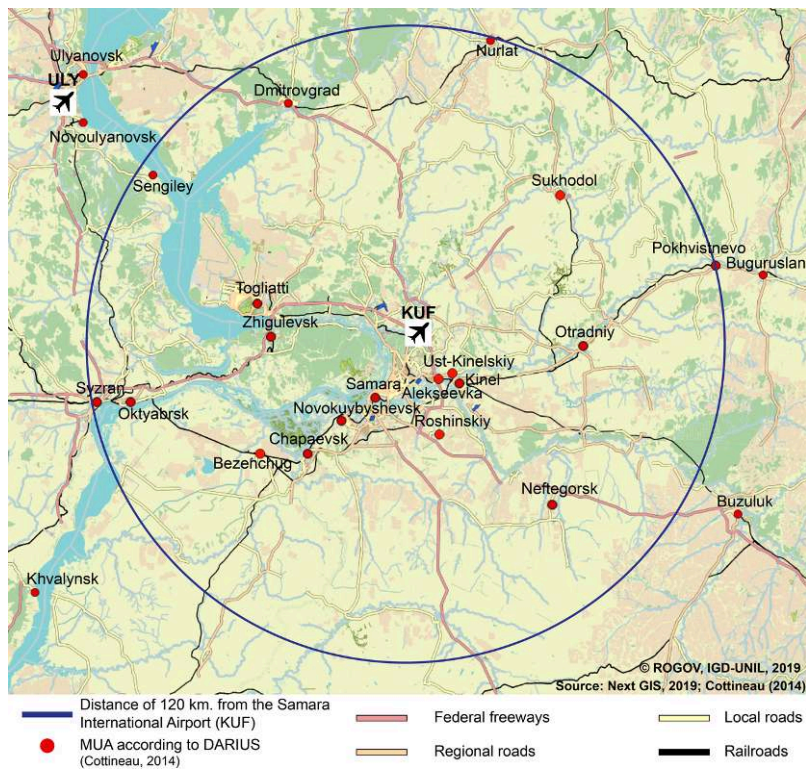 Ulyanovsk
ULY
Novoulyanovsk
Sengiley
Dmitrovgrad
Nurlat
Sukhodol
Pokhvistnevo
Buguruslan
Togliatti
Zhigulevsk
KUF
Otradniy
Ust-Kinelskiy
Kinel
Alekseevka
Samara
Syzran
Oktyabrsk
Novokuybyshevsk
Roshinskiy
Chapaevsk
Bezenchug
Neftegorsk
Buzuluk
Khvalynsk
© ROGOV, IGD-UNIL, 2019
Source: Next GIS, 2019; Cottineau (2014)
Distance of 120 km. from the Samara
International Airport (KUF)
MUA according to DARIUS
(Cottineau, 2014)
Federal freeways
Regional roads
Local roads
Railroads